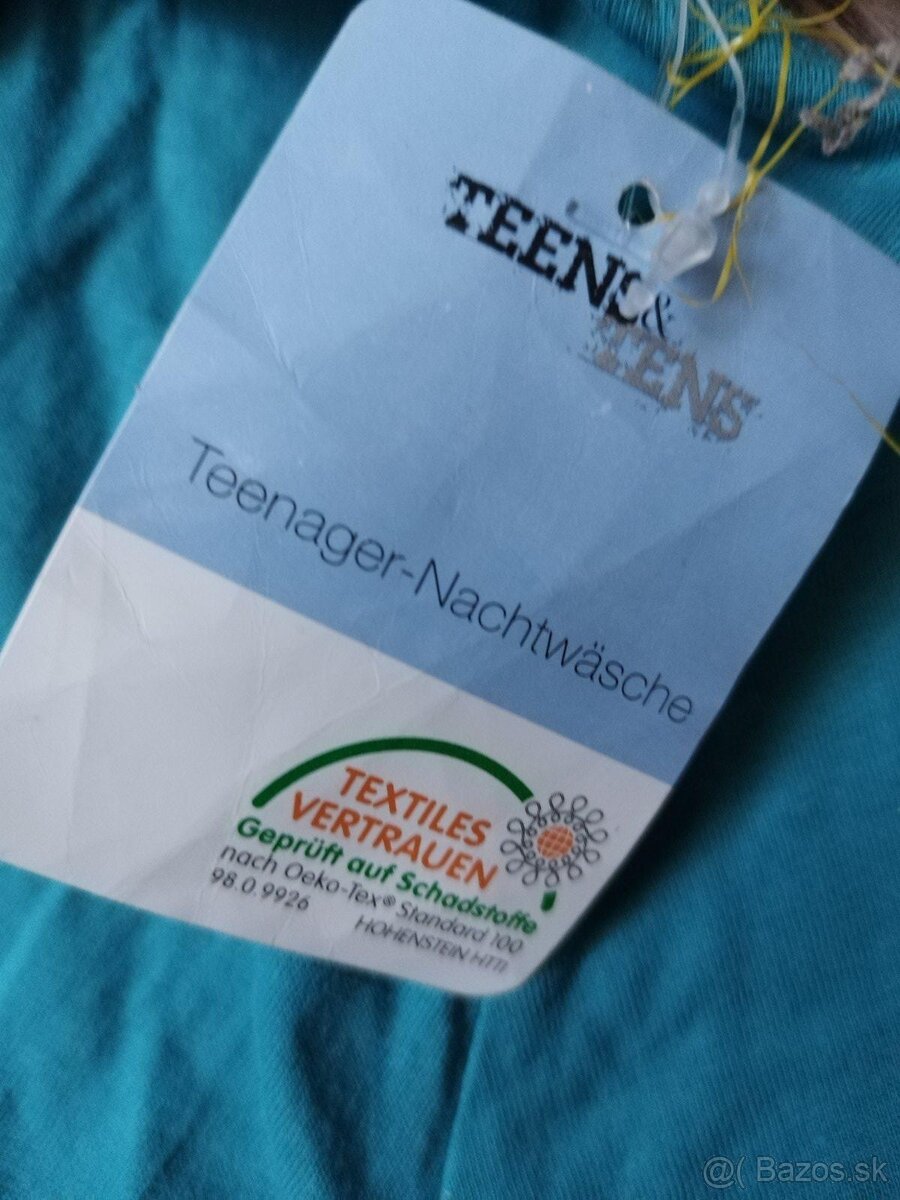 TEENS
&
TENS
Teenager-Nachtwäsche
TEXTILES
VERTRAUEN
Geprüft auf Schadstoffe
nach Oeko-Tex® Standard 100
98.0.9926
HOHENSTEIN HTTI
@( Bazos.sk